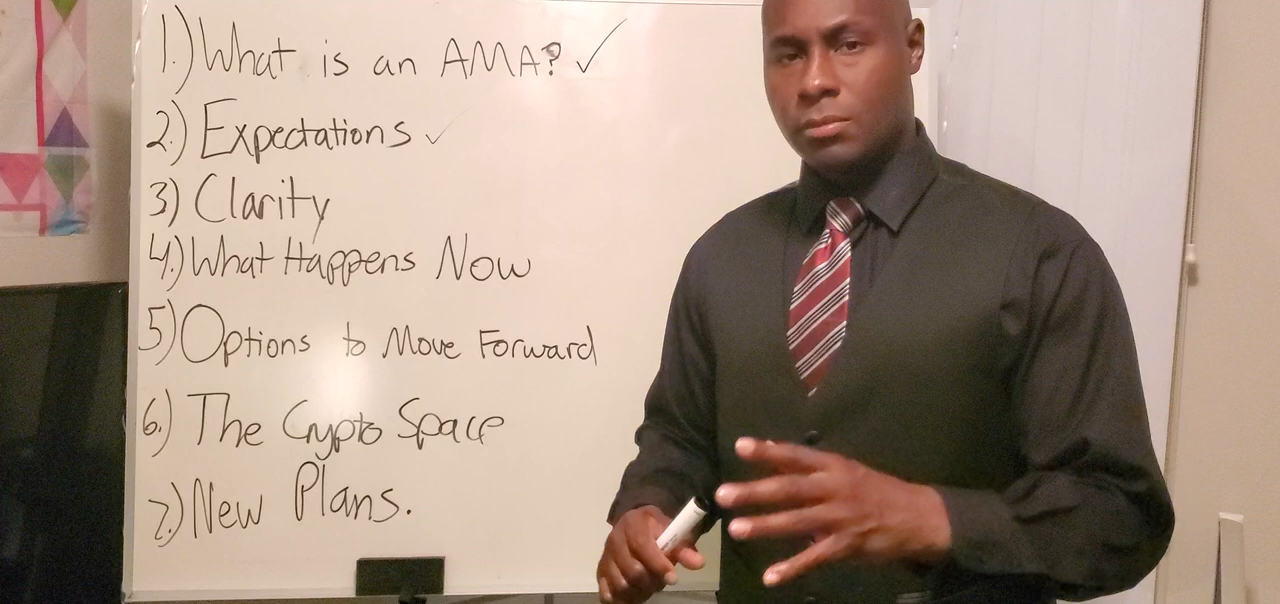 1.) What is an AMA? ✓
2.) Expectations ✓
3) Clarity
4.) What Happens Now
5) Options to Move Forward
6.) The Crypto Space
7.) New Plans.